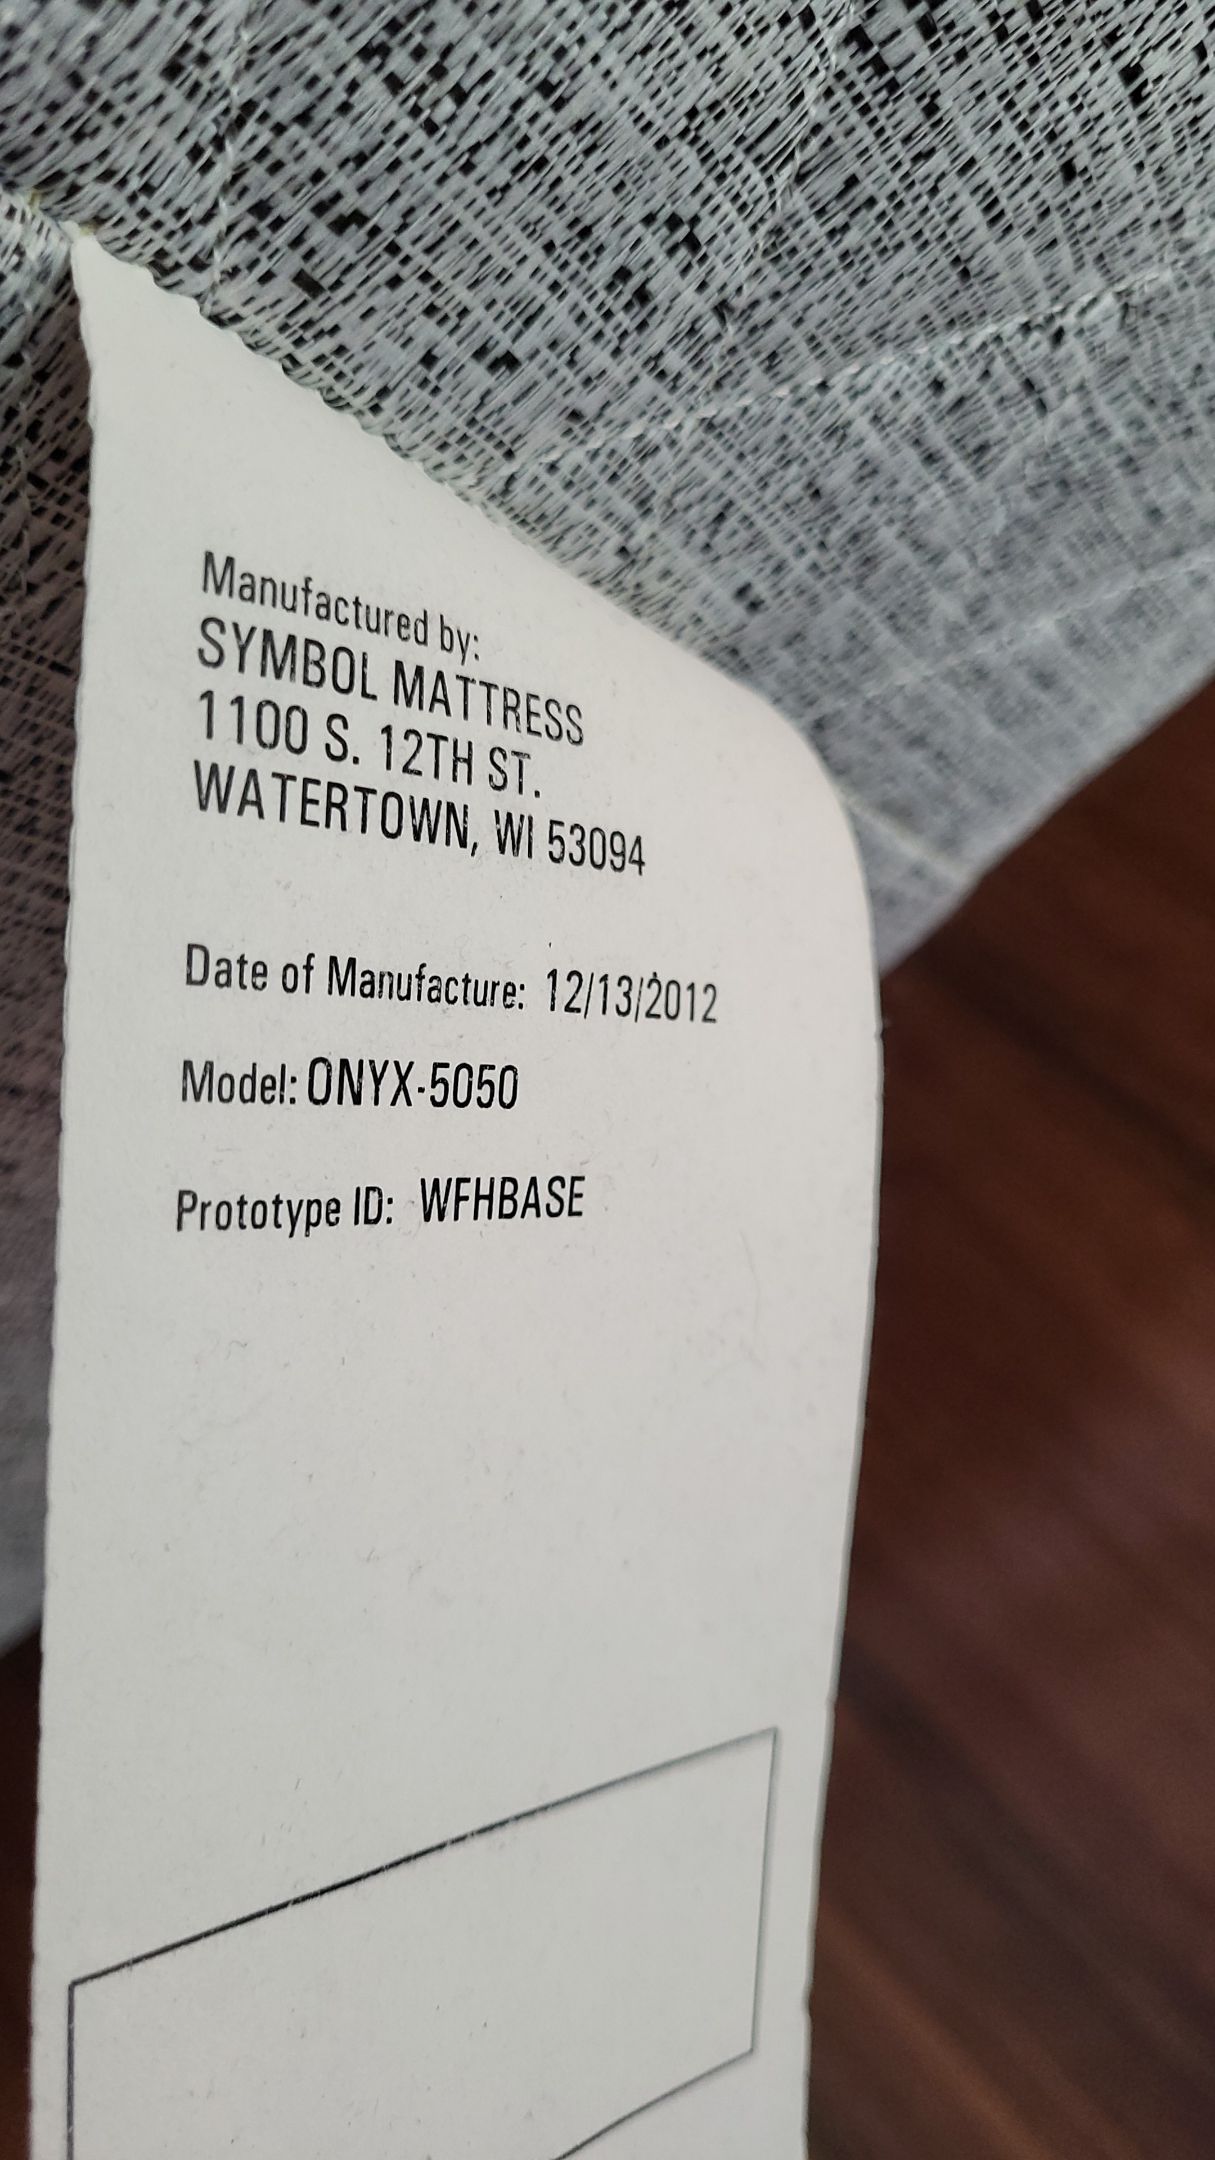 Manufactured by:
SYMBOL MATTRESS
1100 S. 12TH ST.
WATERTOWN, WI 53094
Date of Manufacture: 12/13/2012
Model: ONYX-5050
Prototype ID: WFHBASE